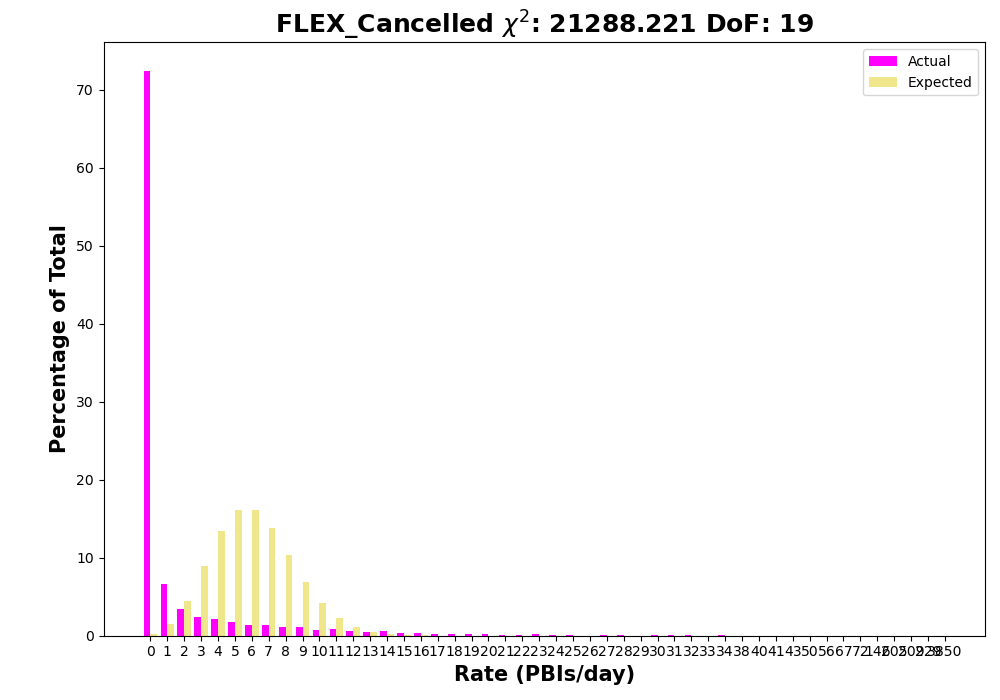 FLEX_Cancelled χ²: 21288.221 DoF: 19
Actual
Expected
Percentage of Total
70
60
50
40
30
20
10
0
0 1 2 3 4 5 6 7 8 9 10 11 12 13 14 15 16 17 18 19 20 21 22 23 24 25 26 27 28 29 30 31 32 33 34 38 40 41 43 50 56 67 72
Rate (PBIs/day)